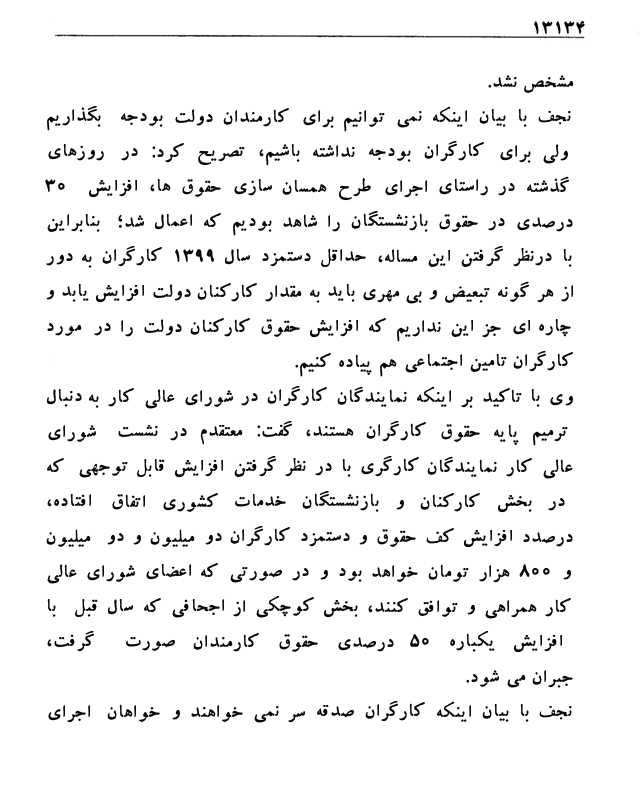 ۱۳۱۳۴
مشخص نشد.
نجف با بیان اینکه نمی توانیم برای کارمندان دولت بودجه بگذاریم
ولی برای کارگران بودجه نداشته باشیم، تصریح کرد: در روزهای
گذشته در راستای اجرای طرح همسان سازی حقوق ها، افزایش ۳۰
درصدی در حقوق بازنشستگان را شاهد بودیم که اعمال شد؛ بنابراین
با درنظر گرفتن این مساله، حداقل دستمزد سال ۱۳۹۹ کارگران به دور
از هر گونه تبعیض و بی مهری باید به مقدار کارکنان دولت افزایش یابد و
چاره ای جز این نداریم که افزایش حقوق کارکنان دولت را در مورد
کارگران تامین اجتماعی هم پیاده کنیم.
وی با تاکید بر اینکه نمایندگان کارگران در شورای عالی کار به دنبال
ترمیم پایه حقوق کارگران هستند، گفت: معتقدم در نشست شورای
عالی کار نمایندگان کارگری با در نظر گرفتن افزایش قابل توجهی که
در بخش کارکنان و بازنشستگان خدمات کشوری اتفاق افتاده،
درصدد افزایش کف حقوق و دستمزد کارگران دو میلیون و دو میلیون
و ۸۰۰ هزار تومان خواهد بود و در صورتی که اعضای شورای عالی
کار همراهی و توافق کنند، بخش کوچکی از اجحافی که سال قبل با
افزایش یکباره ۵۰ درصدی حقوق کارمندان صورت گرفت،
جبران می شود.
نجف با بیان اینکه کارگران صدقه سر نمی خواهند و خواهان اجرای